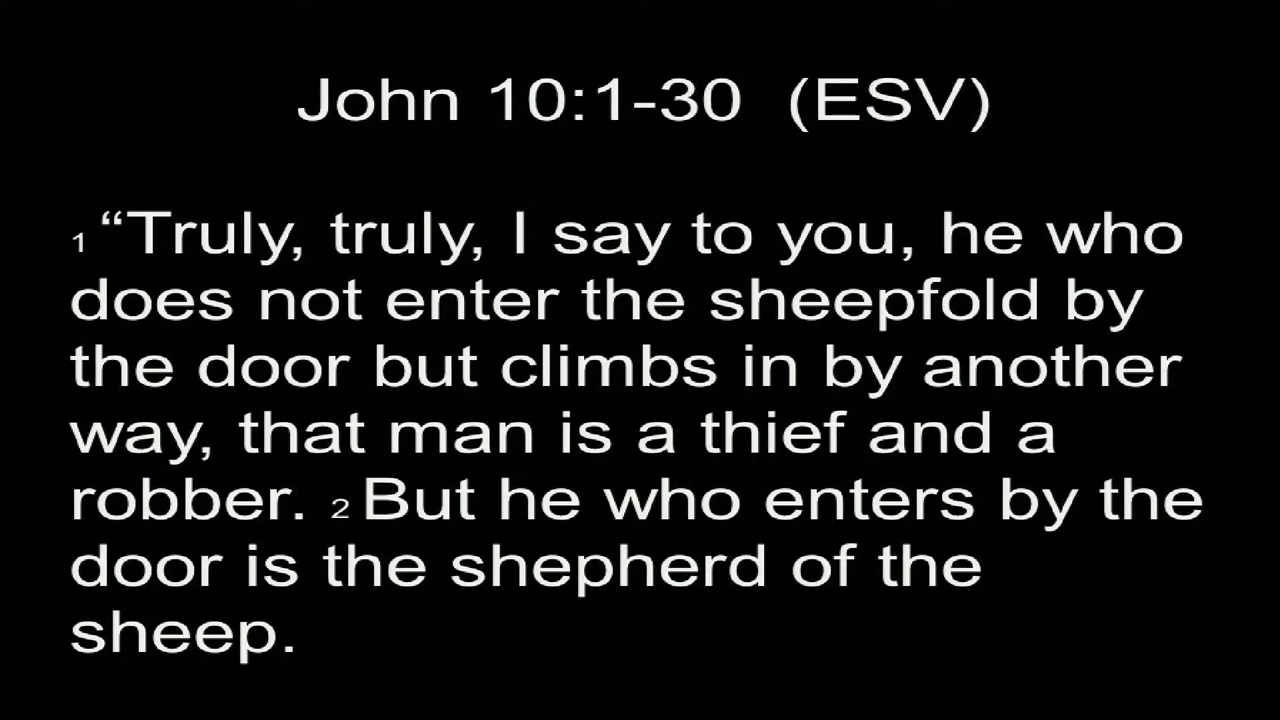 John 10:1-30 (ESV)
1 “Truly, truly, I say to you, he who
does not enter the sheepfold by
the door but climbs in by another
way, that man is a thief and a
robber. 2 But he who enters by the
door is the shepherd of the
sheep.